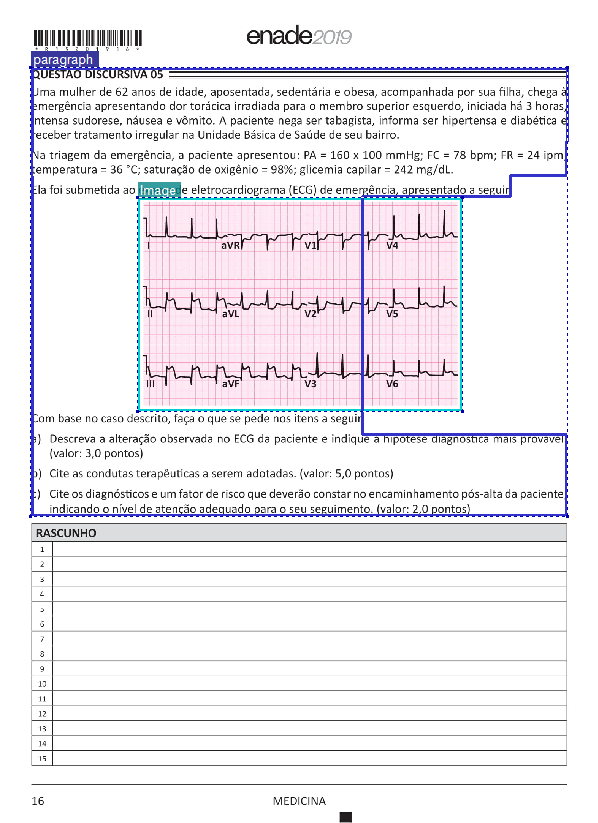 enade2019
* R 1 3 2 0 1 9 1 6 *
paragraph
QUESTÃO DISCURSIVA 05
Uma mulher de 62 anos de idade, aposentada, sedentária e obesa, acompanhada por sua filha, chega à
emergência apresentando dor torácica irradiada para o membro superior esquerdo, iniciada há 3 horas,
intensa sudorese, náusea e vômito. A paciente nega ser tabagista, informa ser hipertensa e diabética e
receber tratamento irregular na Unidade Básica de Saúde de seu bairro.
Na triagem da emergência, a paciente apresentou: PA = 160 x 100 mmHg; FC = 78 bpm; FR = 24 ipm;
temperatura = 36 °C; saturação de oxigênio = 98%; glicemia capilar = 242 mg/dL.
Ela foi submetida ao Image e eletrocardiograma (ECG) de emergência, apresentado a seguir
I aVR V1 V4
II aVL V2 V5
III aVF V3 V6
Com base no caso descrito, faça o que se pede nos itens a seguir
a) Descreva a alteração observada no ECG da paciente e indique a hipótese diagnóstica mais provável.
(valor: 3,0 pontos)
b) Cite as condutas terapêuticas a serem adotadas. (valor: 5,0 pontos)
c) Cite os diagnósticos e um fator de risco que deverão constar no encaminhamento pós-alta da paciente,
indicando o nível de atenção adequado para o seu seguimento. (valor: 2,0 pontos)
RASCUNHO
1
2
3
4
5
6
7
8
9
10
11
12
13
14
15
16 MEDICINA